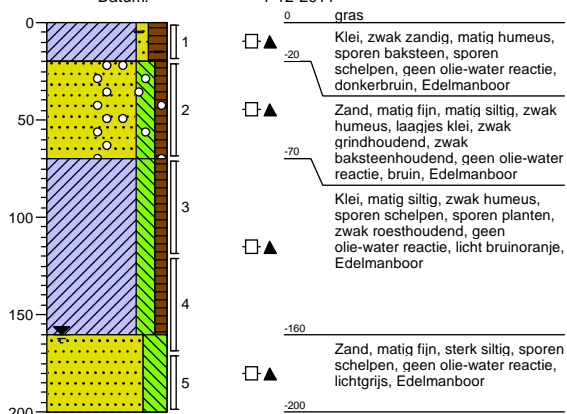 0
gras
0
Klei, zwak zandig, matig humeus,
sporen baksteen, sporen
schelpen, geen olie-water reactie,
donkerbruin, Edelmanboor
1
-20
Zand, matig fijn, matig siltig, zwak
humeus, laagjes klei, zwak
grindhoudend, zwak
baksteenhoudend, geen olie-water
reactie, bruin, Edelmanboor
50
2
-70
Klei, matig siltig, zwak humeus,
sporen schelpen, sporen planten,
zwak roesthoudend, geen
olie-water reactie, licht bruinoranje,
Edelmanboor
100
3
150
4
-160
Zand, matig fijn, sterk siltig, sporen
schelpen, geen olie-water reactie,
lichtgrijs, Edelmanboor
5
200
-200